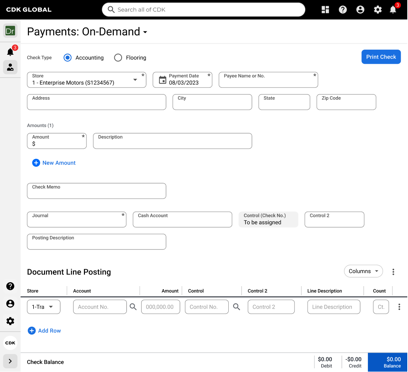 CDK GLOBAL
Search all of CDK
3
Dr
Payments: On-Demand
3
Check Type
Accounting
Flooring
Print Check
Store *
1 - Enterprise Motors (S1234567)
Payment Date *
08/03/2023
Payee Name or No. *
Address
City
State
Zip Code
Amounts (1)
Amount *
$
Description
New Amount
Check Memo
Journal *
Cash Account
Control (Check No.)
To be assigned
Control 2
Posting Description
Document Line Posting
Columns
Store
Account
Amount
Control
Control 2
Line Description
Count
1-Tra
Account No.
000,000.00
Control No.
Control 2
Line Description
Ct.
Add Row
CDK
Check Balance
$0.00
Debit
-$0.00
Credit
$0.00
Balance